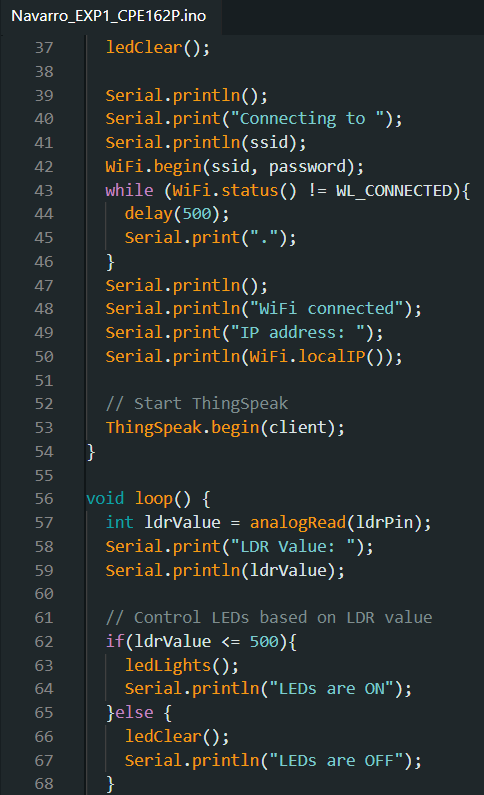 Navarro_EXP1_CPE162P.ino
37 ledClear();
38
39 Serial.println();
40 Serial.print("Connecting to ");
41 Serial.println(ssid);
42 WiFi.begin(ssid, password);
43 while (WiFi.status() != WL_CONNECTED){
44 delay(500);
45 Serial.print(".");
46 }
47 Serial.println();
48 Serial.println("WiFi connected");
49 Serial.print("IP address: ");
50 Serial.println(WiFi.localIP());
51
52 // Start ThingSpeak
53 ThingSpeak.begin(client);
54 }
55
56 void loop() {
57 int ldrValue = analogRead(ldrPin);
58 Serial.print("LDR Value: ");
59 Serial.println(ldrValue);
60
61 // Control LEDs based on LDR value
62 if(ldrValue <= 500){
63 ledLights();
64 Serial.println("LEDs are ON");
65 }else {
66 ledClear();
67 Serial.println("LEDs are OFF");
68 }